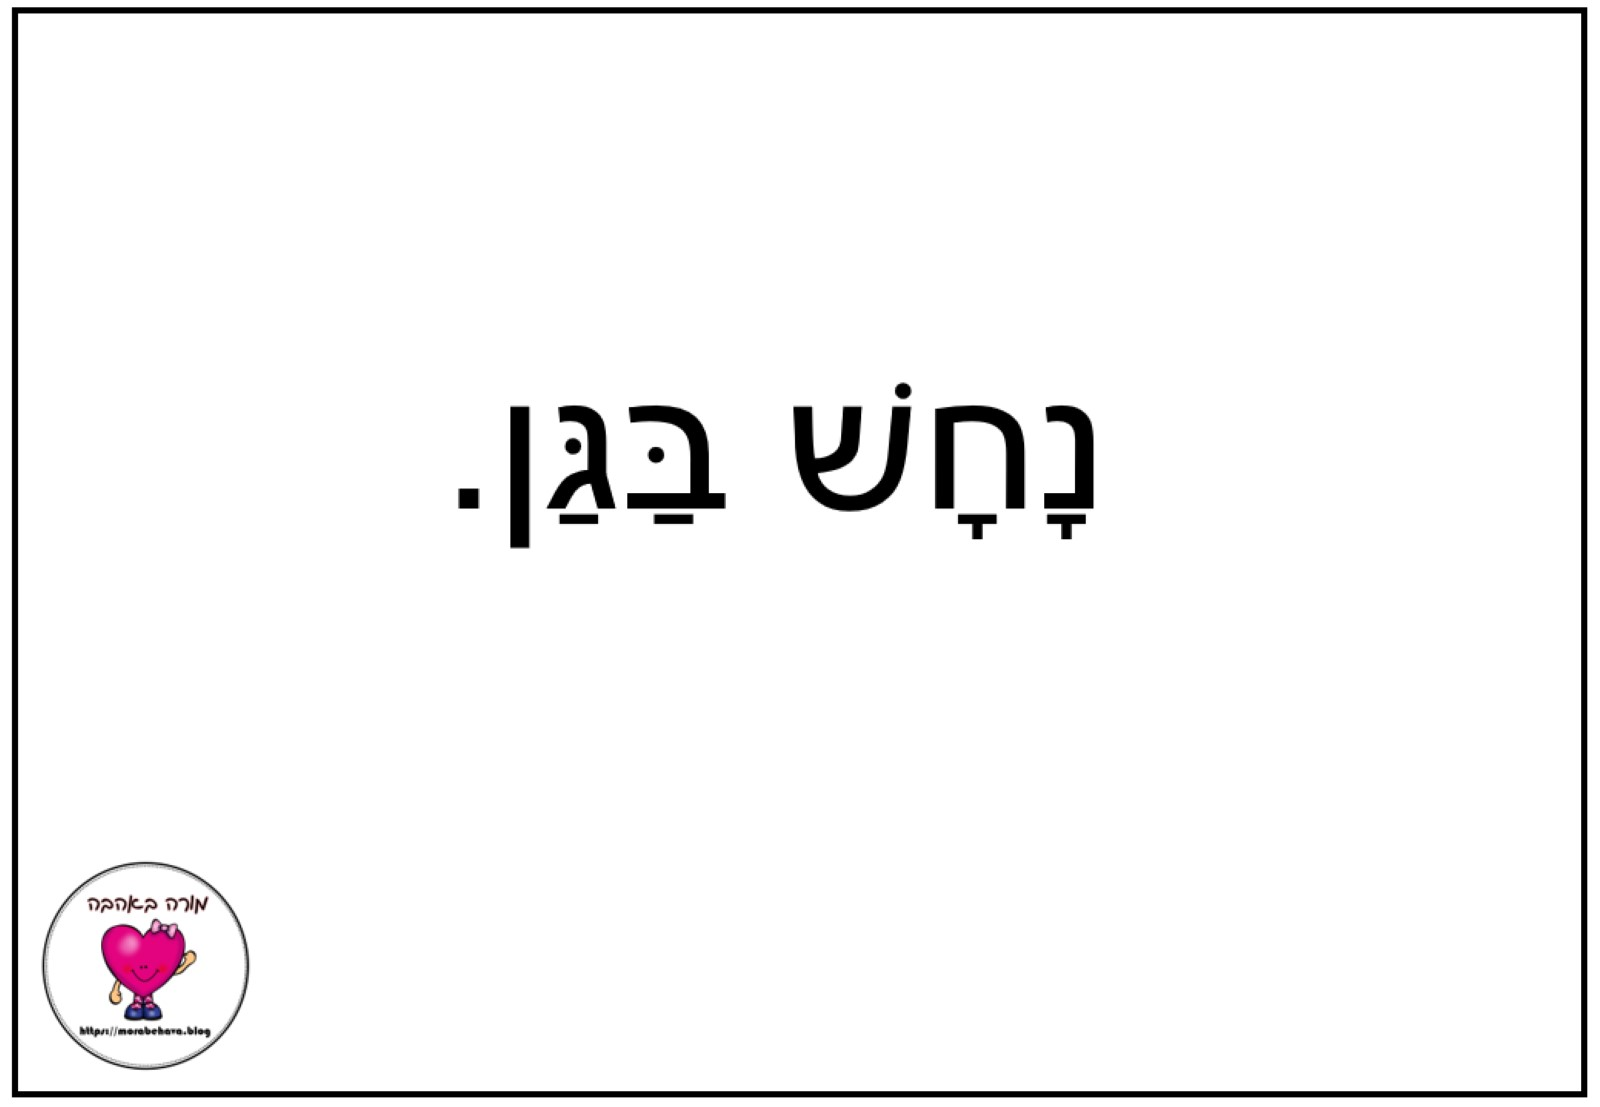 נָחָשׁ בַּגַּן.
מורה באהבה
https://morabehava.blog